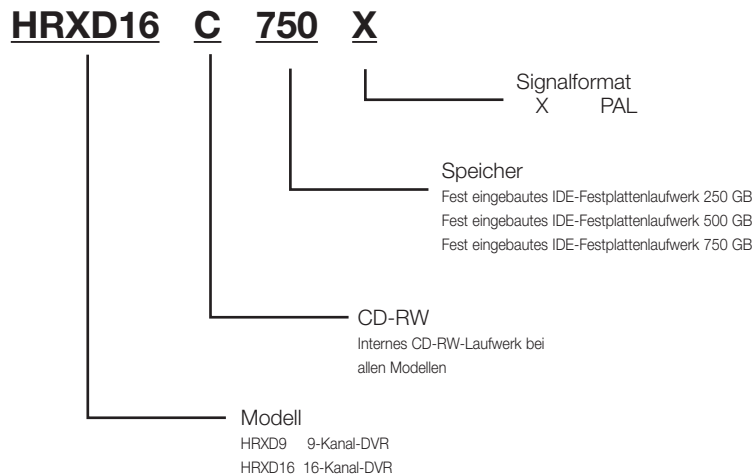 HRXD16 C 750 X
Signalformat
X PAL
Speicher
Fest eingebautes IDE-Festplattenlaufwerk 250 GB
Fest eingebautes IDE-Festplattenlaufwerk 500 GB
Fest eingebautes IDE-Festplattenlaufwerk 750 GB
CD-RW
Internes CD-RW-Laufwerk bei
allen Modellen
Modell
HRXD9 9-Kanal-DVR
HRXD16 16-Kanal-DVR